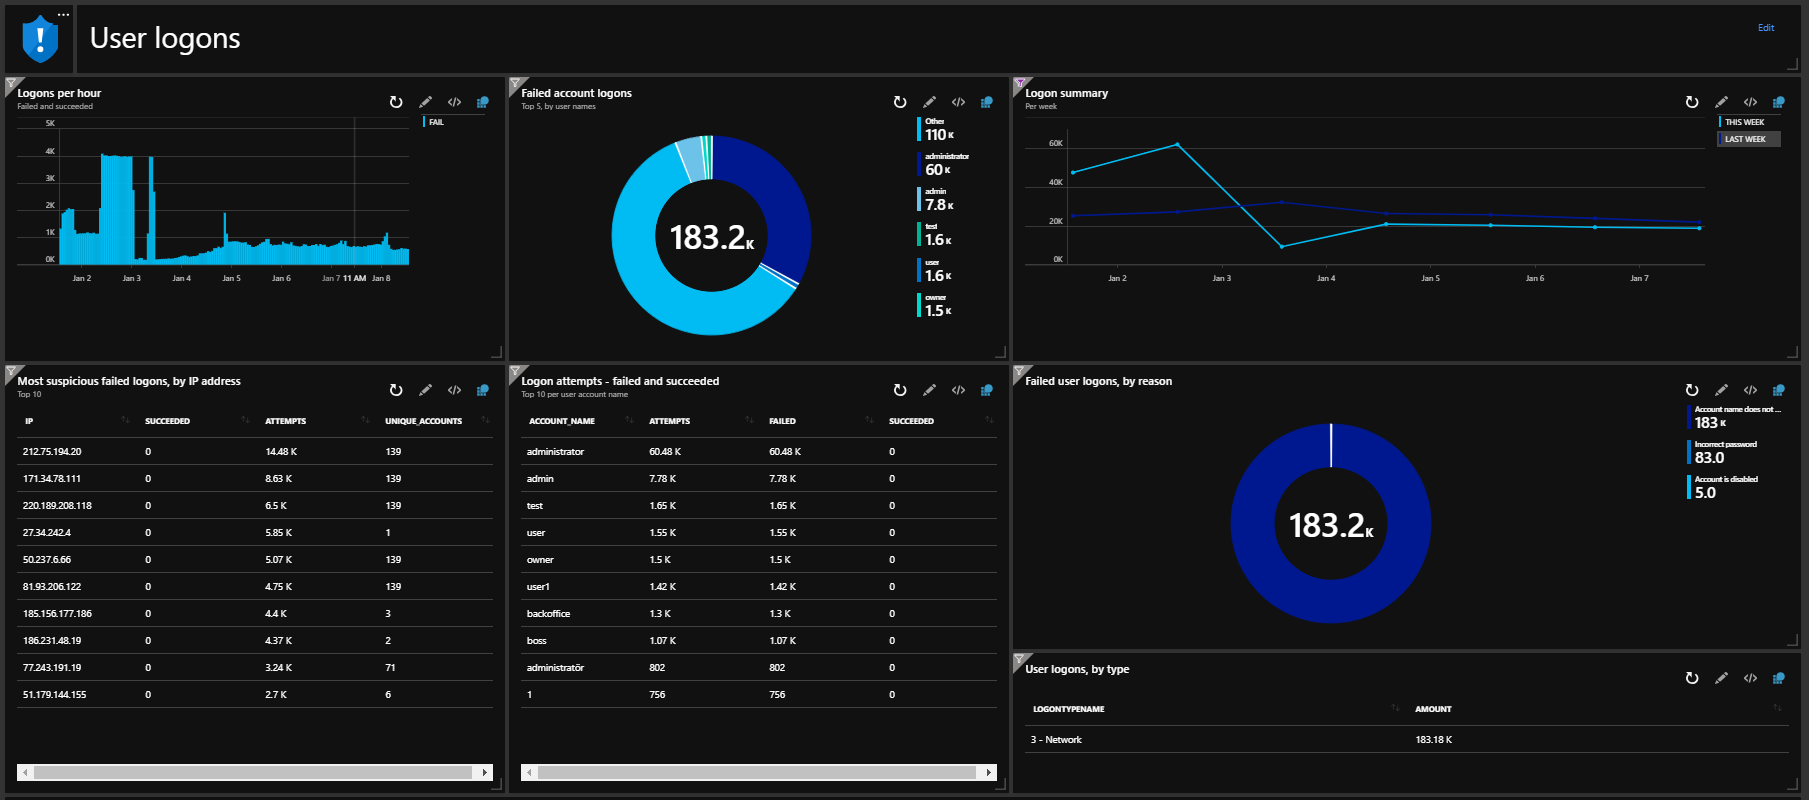 User logons
Edit
Logons per hour
Failed and succeeded
FAIL
5K
4K
3K
2K
1K
0K
Jan 2 Jan 3 Jan 4 Jan 5 Jan 6 Jan 7 11 AM Jan 8
Failed account logons
Top 5, by user names
183.2K
Other
110 K
administrator
60 K
admin
7.8 K
test
1.6 K
user
1.6 K
owner
1.5 K
Logon summary
Per week
THIS WEEK
LAST WEEK
60K
40K
20K
0K
Jan 2 Jan 3 Jan 4 Jan 5 Jan 6 Jan 7
Most suspicious failed logons, by IP address
Top 10
IP SUCCEEDED ATTEMPTS UNIQUE_ACCOUNTS
212.75.194.20 0 14.48 K 139
171.34.78.111 0 8.63 K 139
220.189.208.118 0 6.5 K 139
27.34.242.4 0 5.85 K 1
50.237.6.66 0 5.07 K 139
81.93.206.122 0 4.75 K 139
185.156.177.186 0 4.4 K 3
186.231.48.19 0 4.37 K 2
77.243.191.19 0 3.24 K 71
51.179.144.155 0 2.7 K 6
Logon attempts - failed and succeeded
Top 10 per user account name
ACCOUNT_NAME ATTEMPTS FAILED SUCCEEDED
administrator 60.48 K 60.48 K 0
admin 7.78 K 7.78 K 0
test 1.65 K 1.65 K 0
user 1.55 K 1.55 K 0
owner 1.5 K 1.5 K 0
user1 1.42 K 1.42 K 0
backoffice 1.3 K 1.3 K 0
boss 1.07 K 1.07 K 0
administratör 802 802 0
1 756 756 0
Failed user logons, by reason
183.2K
Account name does not ...
183 K
Incorrect password
83.0
Account is disabled
5.0
User logons, by type
LOGONTYPENAME AMOUNT
3 - Network 183.18 K